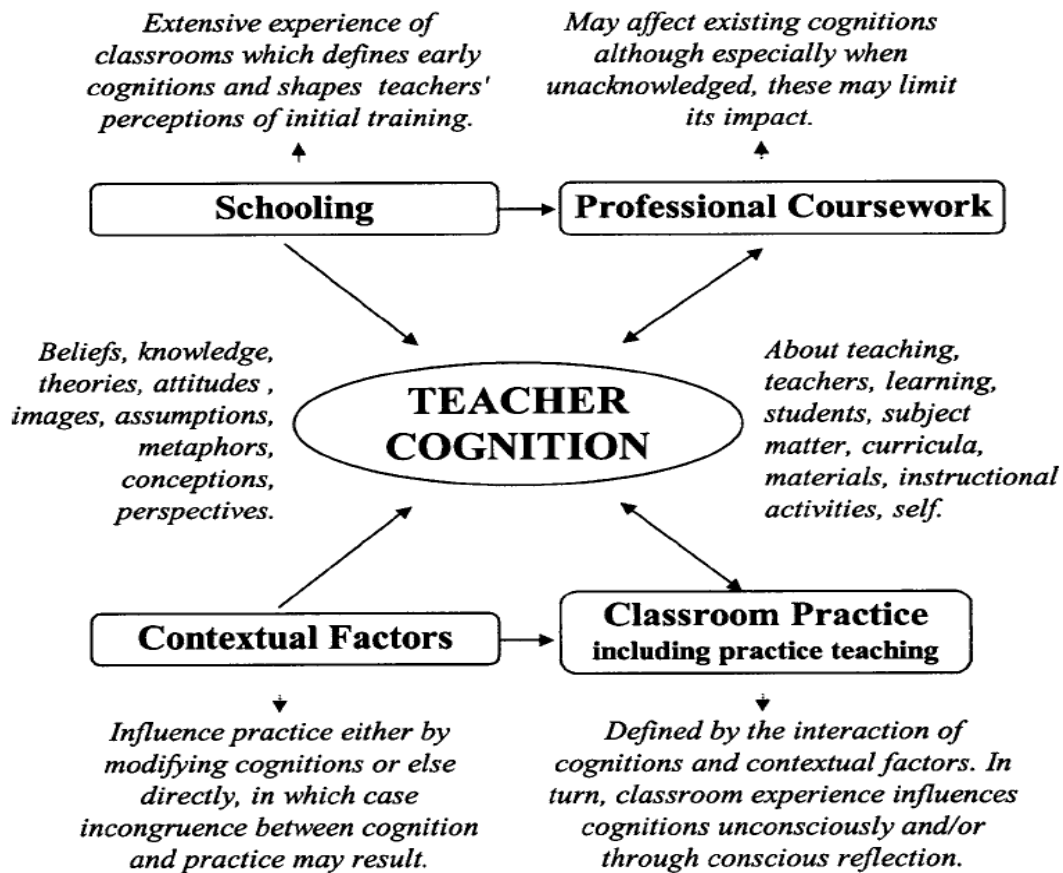 Extensive experience of
classrooms which defines early
cognitions and shapes teachers'
perceptions of initial training.
May affect existing cognitions
although especially when
unacknowledged, these may limit
its impact.
Schooling
Professional Coursework
Beliefs, knowledge,
theories, attitudes ,
images, assumptions,
metaphors,
conceptions,
perspectives.
TEACHER
COGNITION
About teaching,
teachers, learning,
students, subject
matter, curricula,
materials, instructional
activities, self.
Contextual Factors
Classroom Practice
including practice teaching
Influence practice either by
modifying cognitions or else
directly, in which case
incongruence between cognition
and practice may result.
Defined by the interaction of
cognitions and contextual factors. In
turn, classroom experience influences
cognitions unconsciously and/or
through conscious reflection.